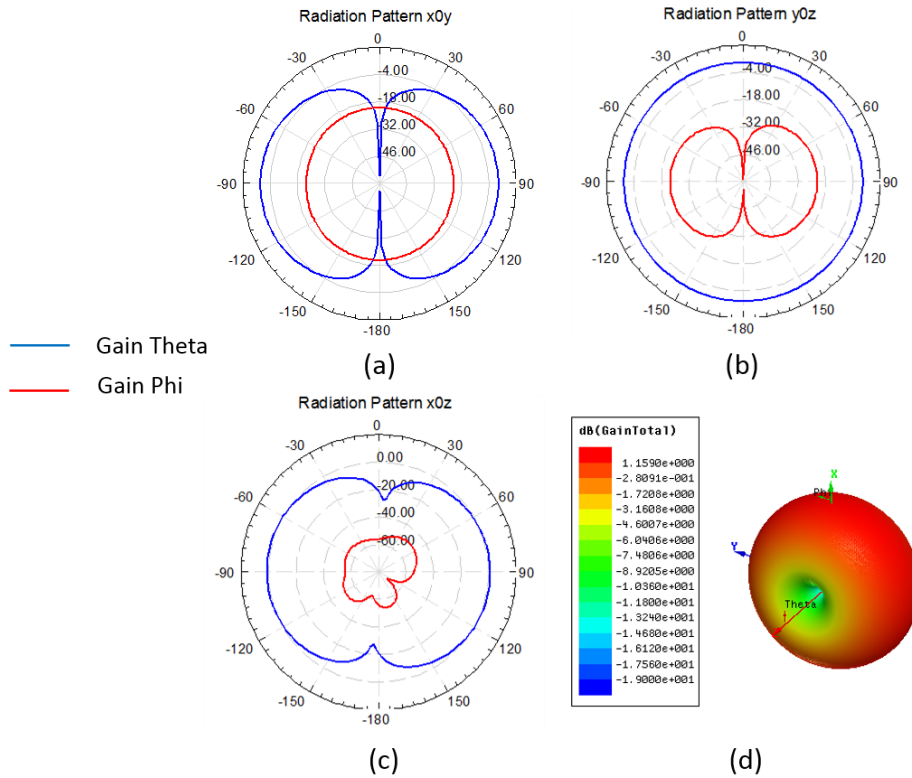 Radiation Pattern x0y
0
-30 30
-4.00
-60 60
-18.00
-32.00
46.00
-90 90
-120 120
-150 150
-180
(a)
Radiation Pattern y0z
0
-30 30
-4.00
-60 60
-18.00
-32.00
-46.00
-90 90
-120 120
-150 150
-180
(b)
Gain Theta
Gain Phi
Radiation Pattern x0z
0
-30 30
0.00
-60 60
-20.00
-40.00
-60.00
-90 90
-120 120
-150 150
-180
(c)
dB(GainTotal)
1.1590e+000
-2.8091e-001
-1.7208e+000
-3.1608e+000
-4.6007e+000
-6.0406e+000
-7.4806e+000
-8.9205e+000
-1.0360e+001
-1.1800e+001
-1.3240e+001
-1.4680e+001
-1.6120e+001
-1.7560e+001
-1.9000e+001
X
Y
Theta
(d)